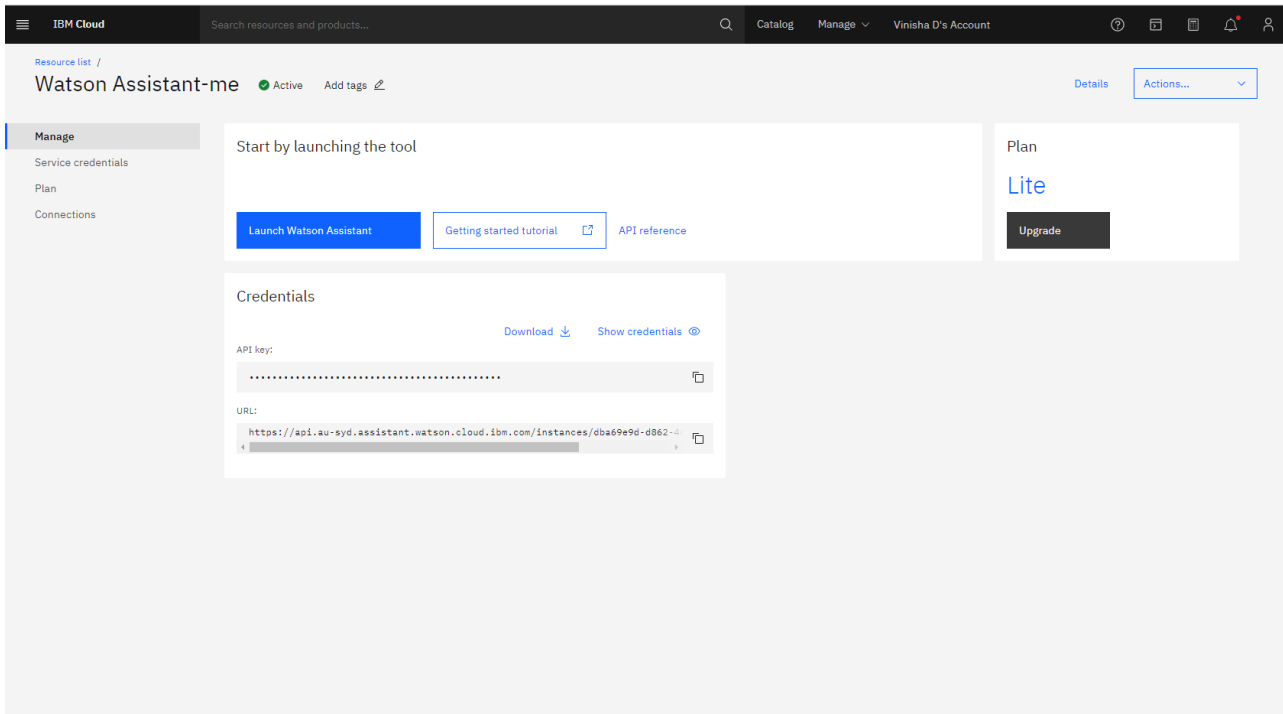 IBM Cloud
Search resources and products...
Catalog
Manage
Vinisha D's Account
Resource list /
Watson Assistant-me
Active
Add tags
Details
Actions...
Manage
Service credentials
Plan
Connections
Start by launching the tool
Launch Watson Assistant
Getting started tutorial
API reference
Plan
Lite
Upgrade
Credentials
Download
Show credentials
API key:
............................................
URL:
https://api.au-syd.assistant.watson.cloud.ibm.com/instances/dba69e9d-d862-4